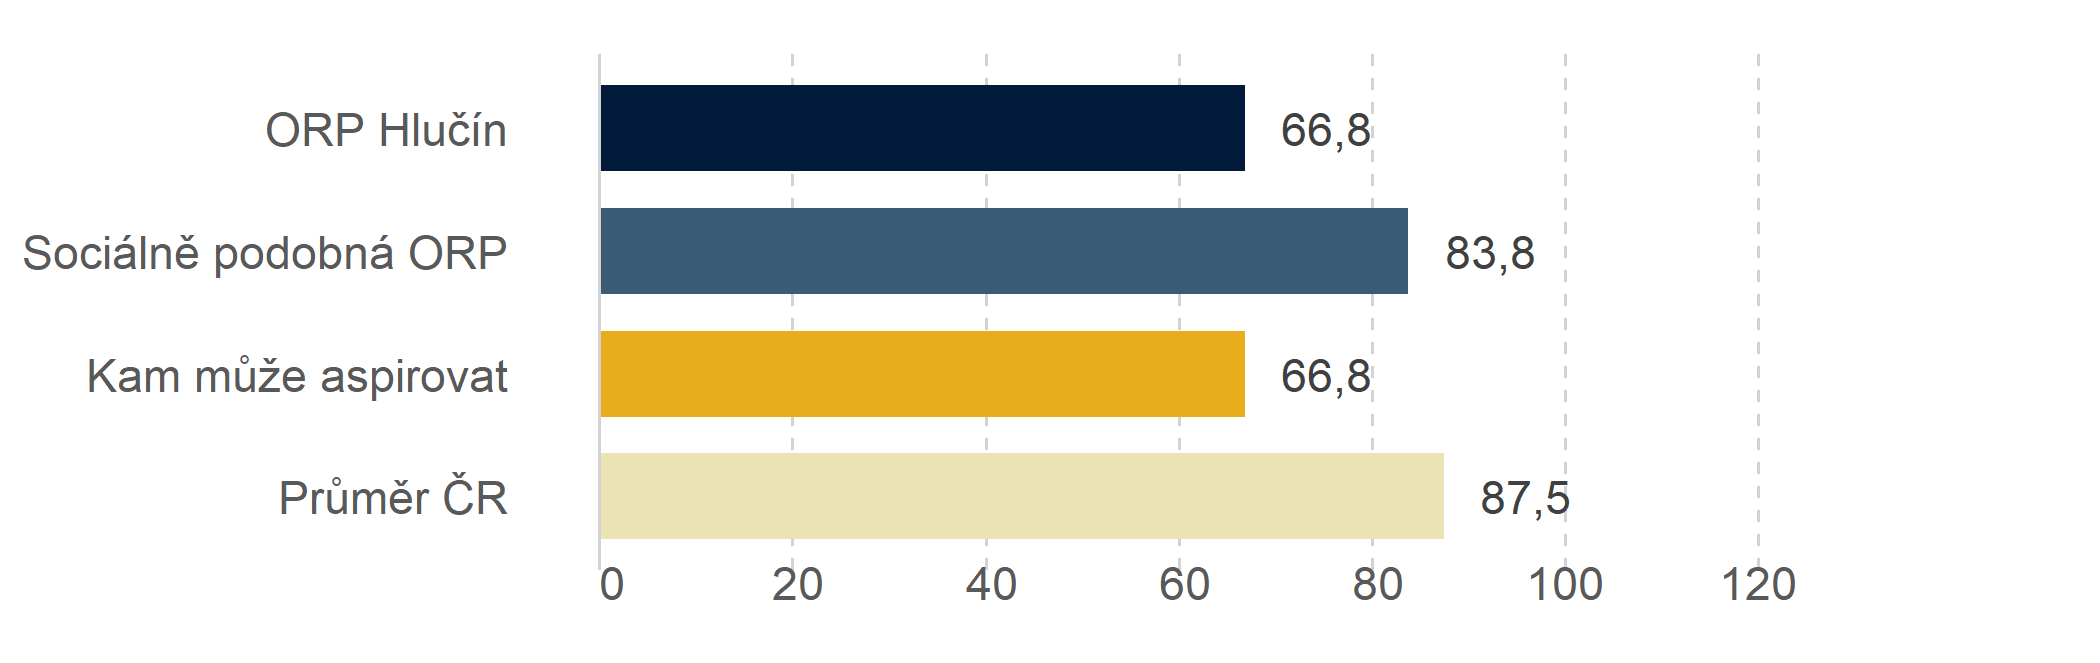 ORP Hlučín 66,8
Sociálně podobná ORP 83,8
Kam může aspirovat 66,8
Průměr ČR 87,5
0 20 40 60 80 100 120